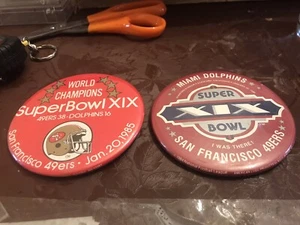 WORLD
CHAMPIONS
SuperBowl XIX
49ERS 38 - DOLPHINS 16
San Francisco 49ers · Jan. 20, 1985
MIAMI DOLPHINS
SUPER
XIX
BOWL
I WAS THERE!
SAN FRANCISCO 49ERS